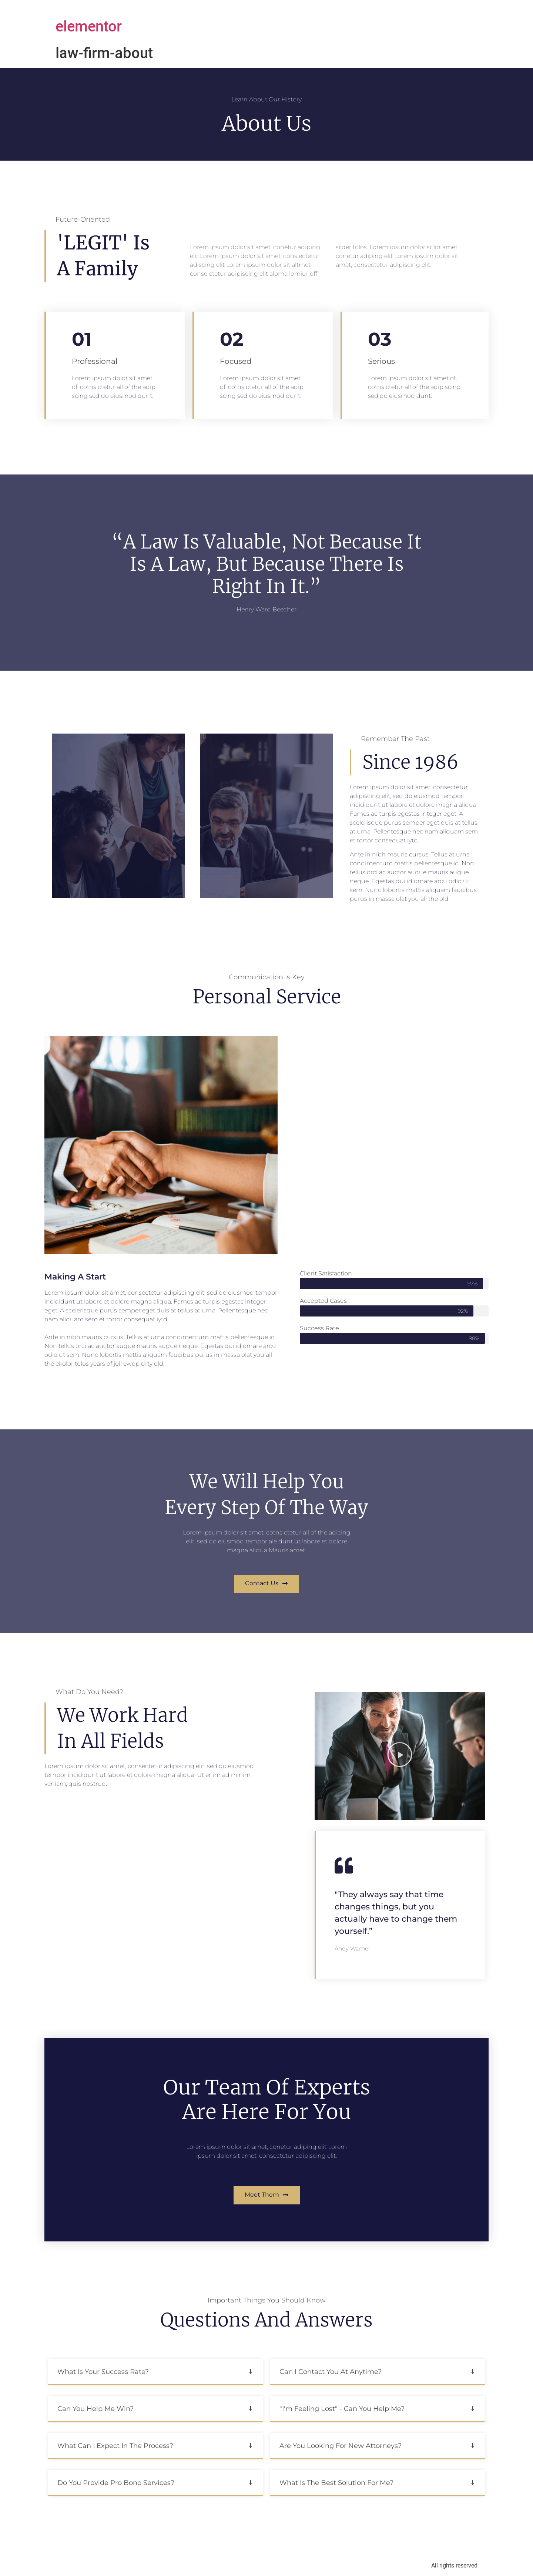 elementor
law-firm-about
Learn About Our History
About Us
Future-Oriented
'LEGIT' Is
A Family
Lorem ipsum dolor sit amet, conetur adiping
elit Lorem ipsum dolor sit amet, cons ectetur
adisicing elit Lorem ipsum dolor sit altmet,
conse ctetur adipiscing elit aloma lomiur off
silder tolos. Lorem ipsum dolor sittor amet,
conetur adiping elit Lorem ipsum dolor sit
amet, consectetur adipiscing elit.
01
Professional
Lorem ipsum dolor sit amet
of, cotns ctetur all of the adip
scing sed do eiusmod dunt.
02
Focused
Lorem ipsum dolor sit amet
of, cotns ctetur all of the adip
scing sed do eiusmod dunt.
03
Serious
Lorem ipsum dolor sit amet of,
cotns ctetur all of the adip scing
sed do eiusmod dunt.
“A Law Is Valuable, Not Because It
Is A Law, But Because There Is
Right In It.”
Henry Ward Beecher
Remember The Past
Since 1986
Lorem ipsum dolor sit amet, consectetur
adipiscing elit, sed do eiusmod tempor
incididunt ut labore et dolore magna aliqua.
Fames ac turpis egestas integer eget. A
scelerisque purus semper eget duis at tellus
at urna. Pellentesque nec nam aliquam sem
et tortor consequat iytd.
Ante in nibh mauris cursus. Tellus at urna
condimentum mattis pellentesque id. Non
tellus orci ac auctor augue mauris augue
neque. Egestas dui id ornare arcu odio ut
sem. Nunc lobortis mattis aliquam faucibus
purus in massa olat you all the old.
Communication Is Key
Personal Service
Making A Start
Lorem ipsum dolor sit amet, consectetur adipiscing elit, sed do eiusmod tempor
incididunt ut labore et dolore magna aliqua. Fames ac turpis egestas integer
eget. A scelerisque purus semper eget duis at tellus at urna. Pellentesque nec
nam aliquam sem et tortor consequat iytd.
Ante in nibh mauris cursus. Tellus at urna condimentum mattis pellentesque id.
Non tellus orci ac auctor augue mauris augue neque. Egestas dui id ornare arcu
odio ut sem. Nunc lobortis mattis aliquam faucibus purus in massa olat you all
the ekolor tolos years of joll ewop drty old.
Client Satisfaction
97%
Accepted Cases
92%
Success Rate
98%
We Will Help You
Every Step Of The Way
Lorem ipsum dolor sit amet, cotns ctetur all of the adicing
elit, sed do eiusmod tempor ale dunt ut labore et dolore
magna aliqua Mauris amet.
Contact Us
What Do You Need?
We Work Hard
In All Fields
Lorem ipsum dolor sit amet, consectetur adipiscing elit, sed do eiusmod
tempor incididunt ut labore et dolore magna aliqua. Ut enim ad minim
veniam, quis nostrud.
"They always say that time
changes things, but you
actually have to change them
yourself."
Andy Warhol
Our Team Of Experts
Are Here For You
Lorem ipsum dolor sit amet, conetur adiping elit Lorem
ipsum dolor sit amet, consectetur adipiscing elit.
Meet Them
Important Things You Should Know
Questions And Answers
What Is Your Success Rate?
Can I Contact You At Anytime?
Can You Help Me Win?
"I'm Feeling Lost" - Can You Help Me?
What Can I Expect In The Process?
Are You Looking For New Attorneys?
Do You Provide Pro Bono Services?
What Is The Best Solution For Me?
All rights reserved